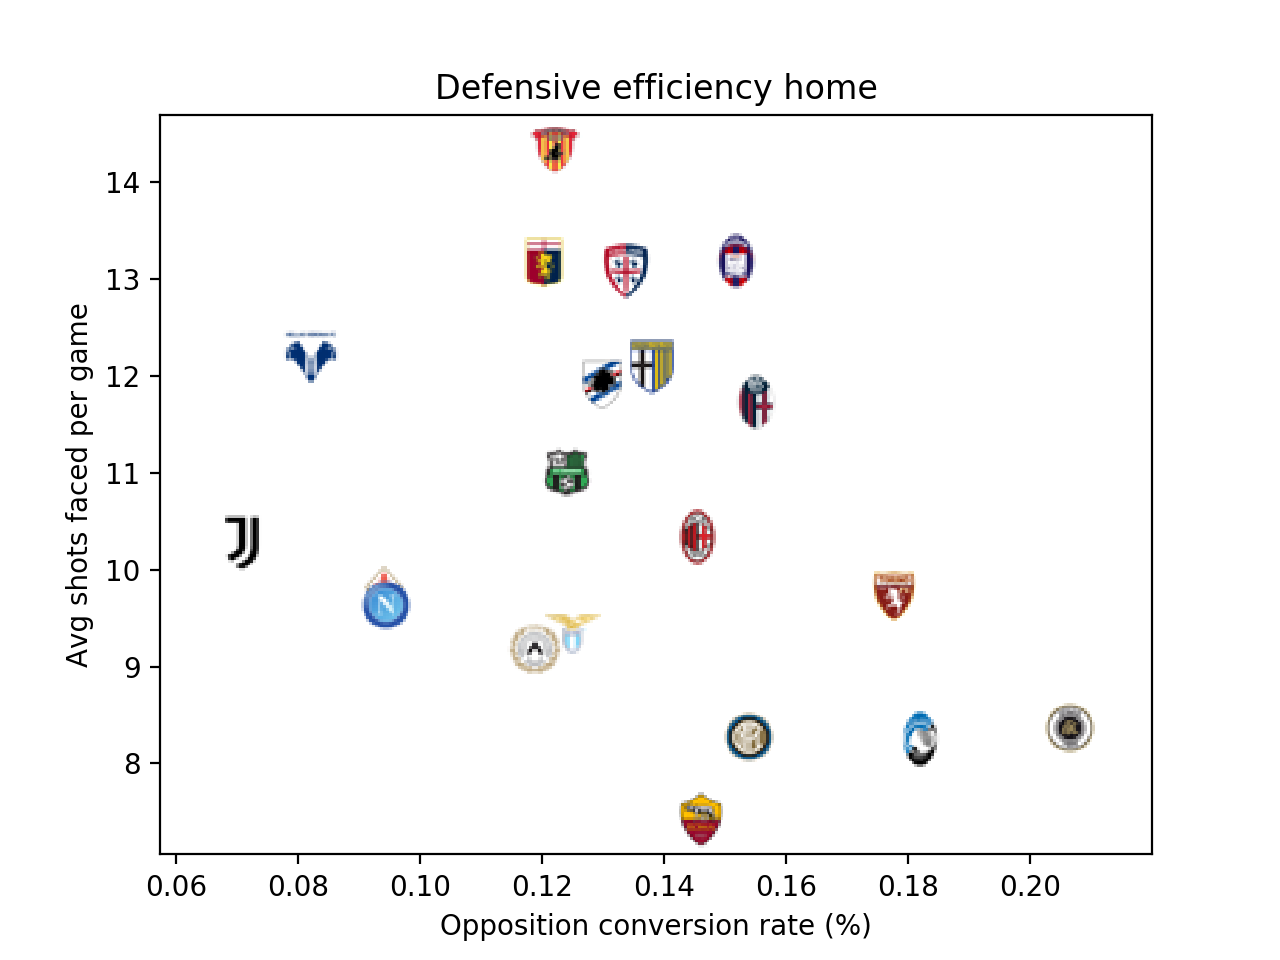 Defensive efficiency home
Avg shots faced per game
14
13
12
11
10
9
8
0.06 0.08 0.10 0.12 0.14 0.16 0.18 0.20
Opposition conversion rate (%)
TORINO
N